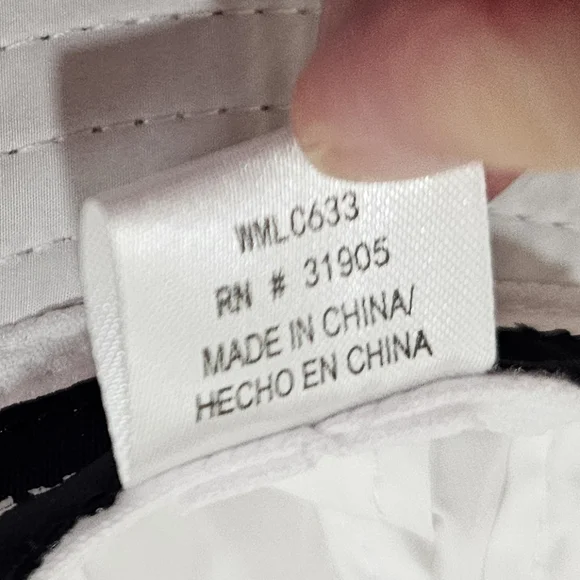 WMLC633
RN # 31905
MADE IN CHINA/
HECHO EN CHINA